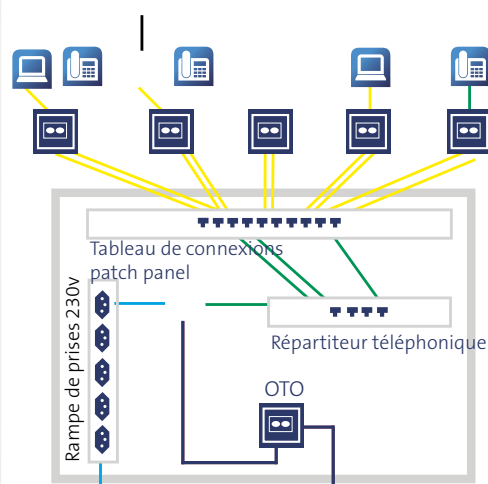 Tableau de connexions
patch panel
Rampe de prises 230v
Répartiteur téléphonique
OTO